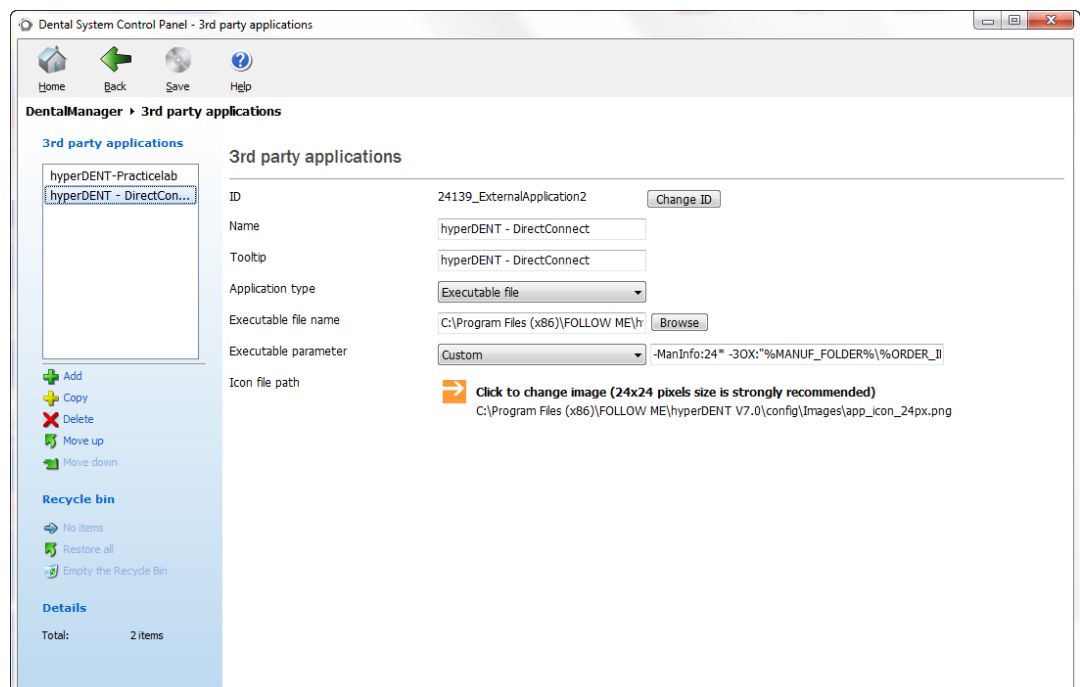 Dental System Control Panel - 3rd party applications
Home Back Save Help
DentalManager ▸ 3rd party applications
3rd party applications
hyperDENT-Practicelab
hyperDENT - DirectCon...
Add
Copy
Delete
Move up
Move down
Recycle bin
No items
Restore all
Empty the Recycle Bin
Details
Total: 2 items
3rd party applications
ID 24139_ExternalApplication2 Change ID
Name hyperDENT - DirectConnect
Tooltip hyperDENT - DirectConnect
Application type Executable file
Executable file name C:\Program Files (x86)\FOLLOW ME\h Browse
Executable parameter Custom -ManInfo:24* -3OX:"%MANUF_FOLDER%\%ORDER_I
Icon file path Click to change image (24x24 pixels size is strongly recommended)
C:\Program Files (x86)\FOLLOW ME\hyperDENT V7.0\config\Images\app_icon_24px.png